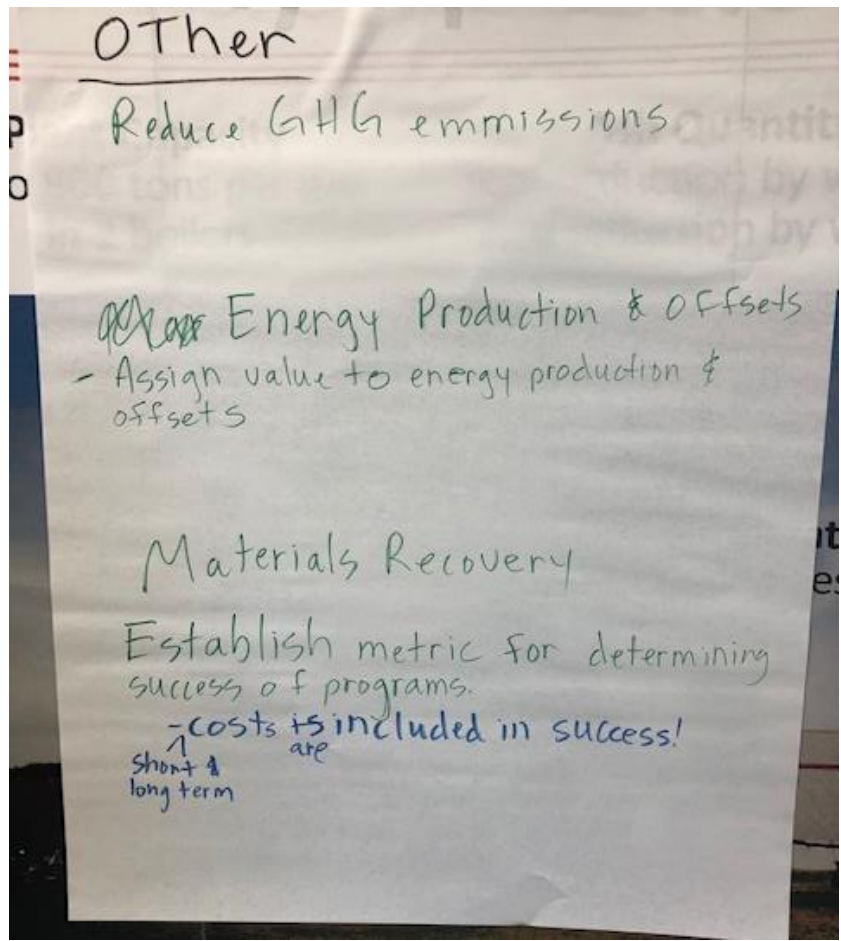 OTher
Reduce GHG emmissions
Energy Production & offsets
- Assign value to energy production &
offsets
Materials Recovery
Establish metric for determining
success of programs.
- costs is included in success!
are
short &
long term